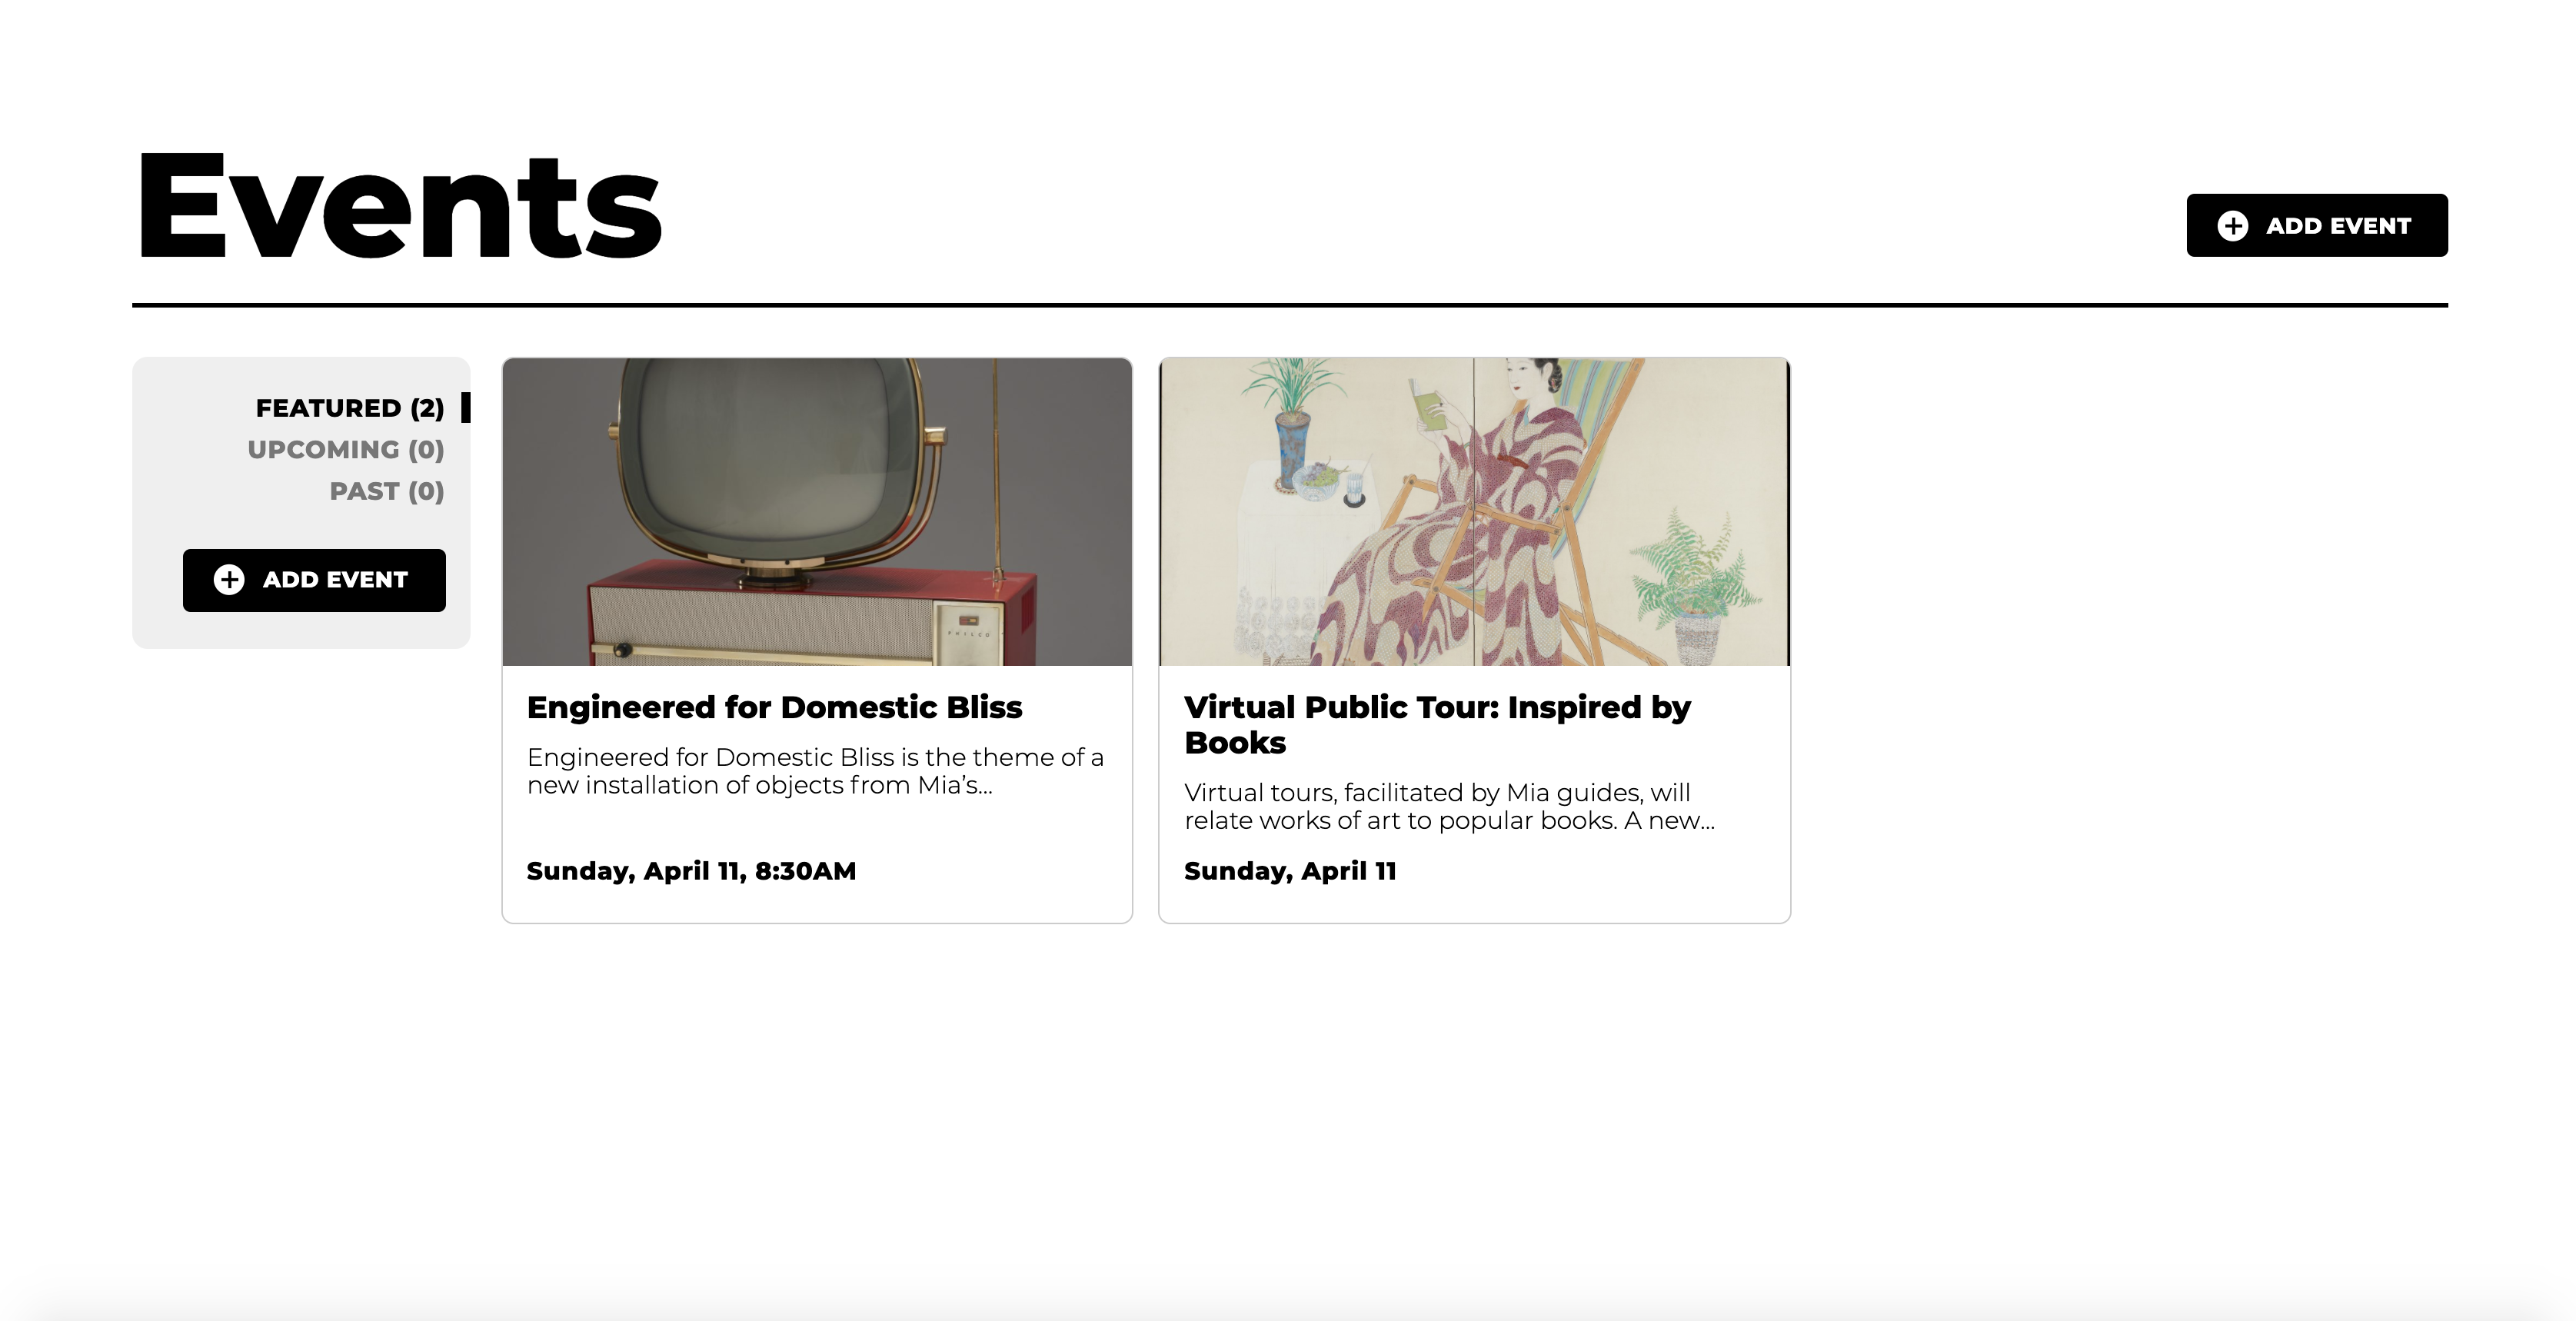 Events
ADD EVENT
FEATURED (2)
UPCOMING (0)
PAST (0)
ADD EVENT
PHILCO
Engineered for Domestic Bliss
Engineered for Domestic Bliss is the theme of a
new installation of objects from Mia’s...
Sunday, April 11, 8:30AM
Virtual Public Tour: Inspired by
Books
Virtual tours, facilitated by Mia guides, will
relate works of art to popular books. A new...
Sunday, April 11